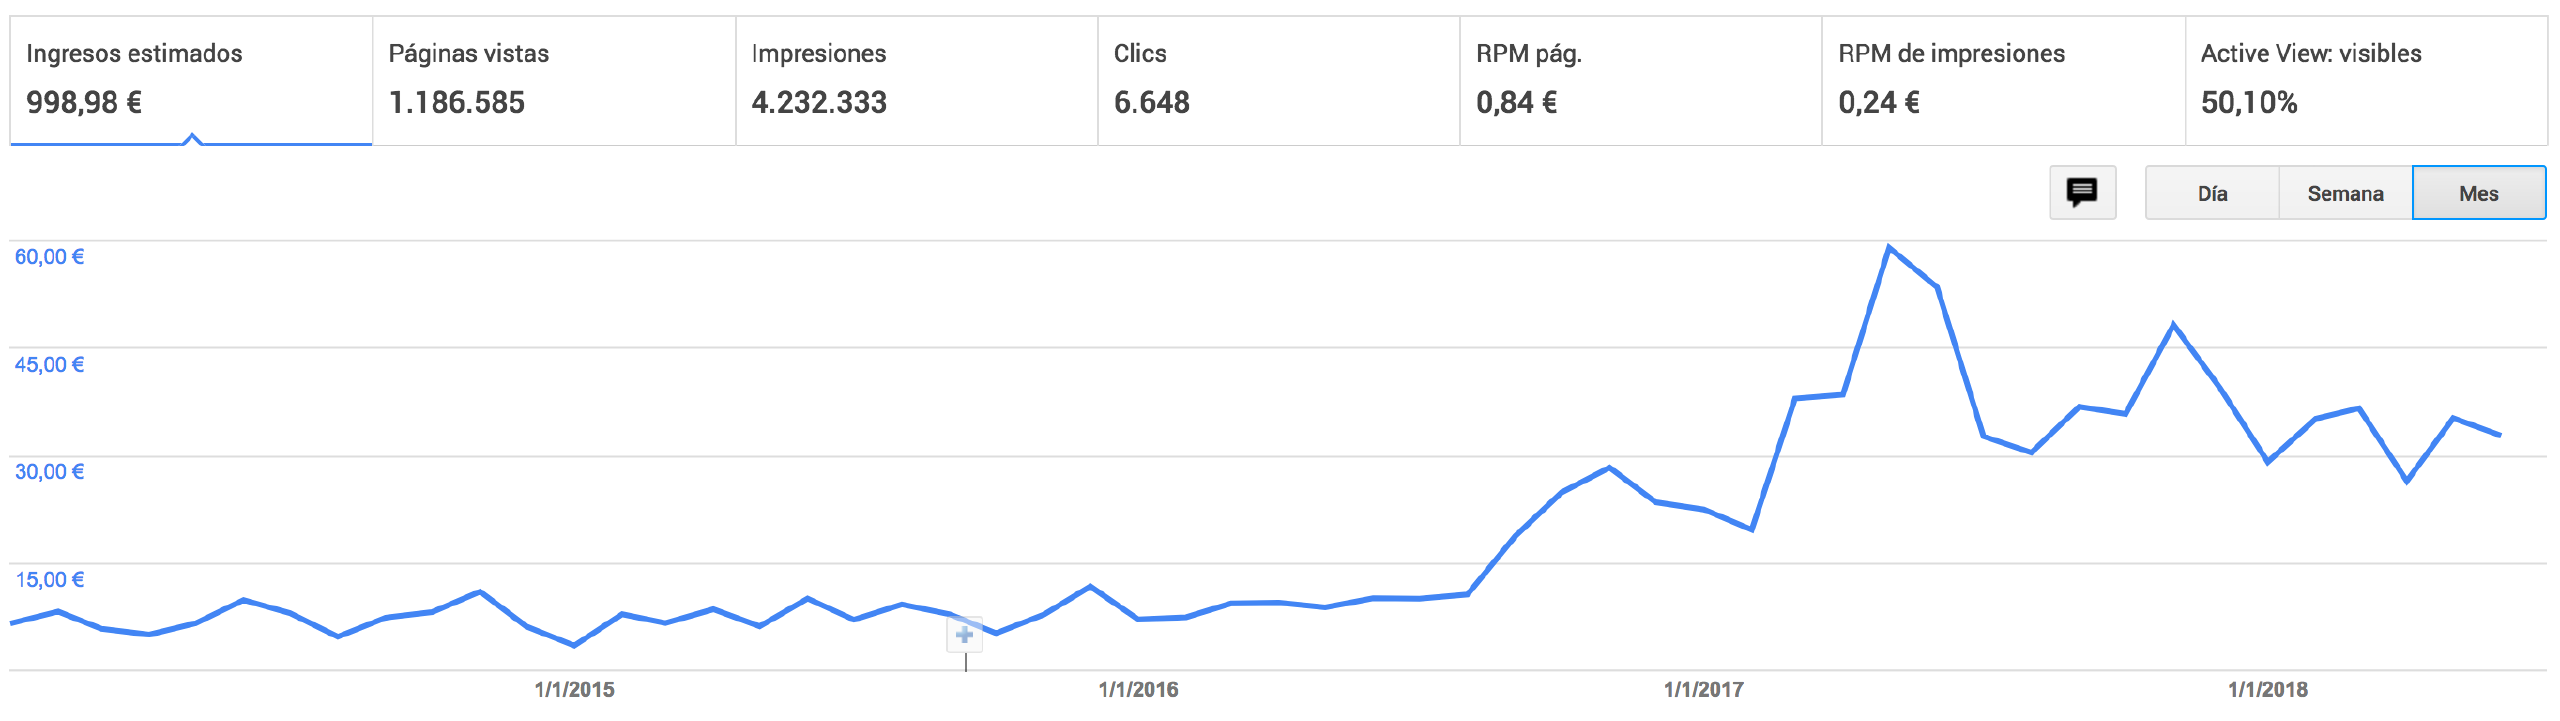 Ingresos estimados
998,98 €
Páginas vistas
1.186.585
Impresiones
4.232.333
Clics
6.648
RPM pág.
0,84 €
RPM de impresiones
0,24 €
Active View: visibles
50,10%
Día
Semana
Mes
60,00 €
45,00 €
30,00 €
15,00 €
1/1/2015
1/1/2016
1/1/2017
1/1/2018